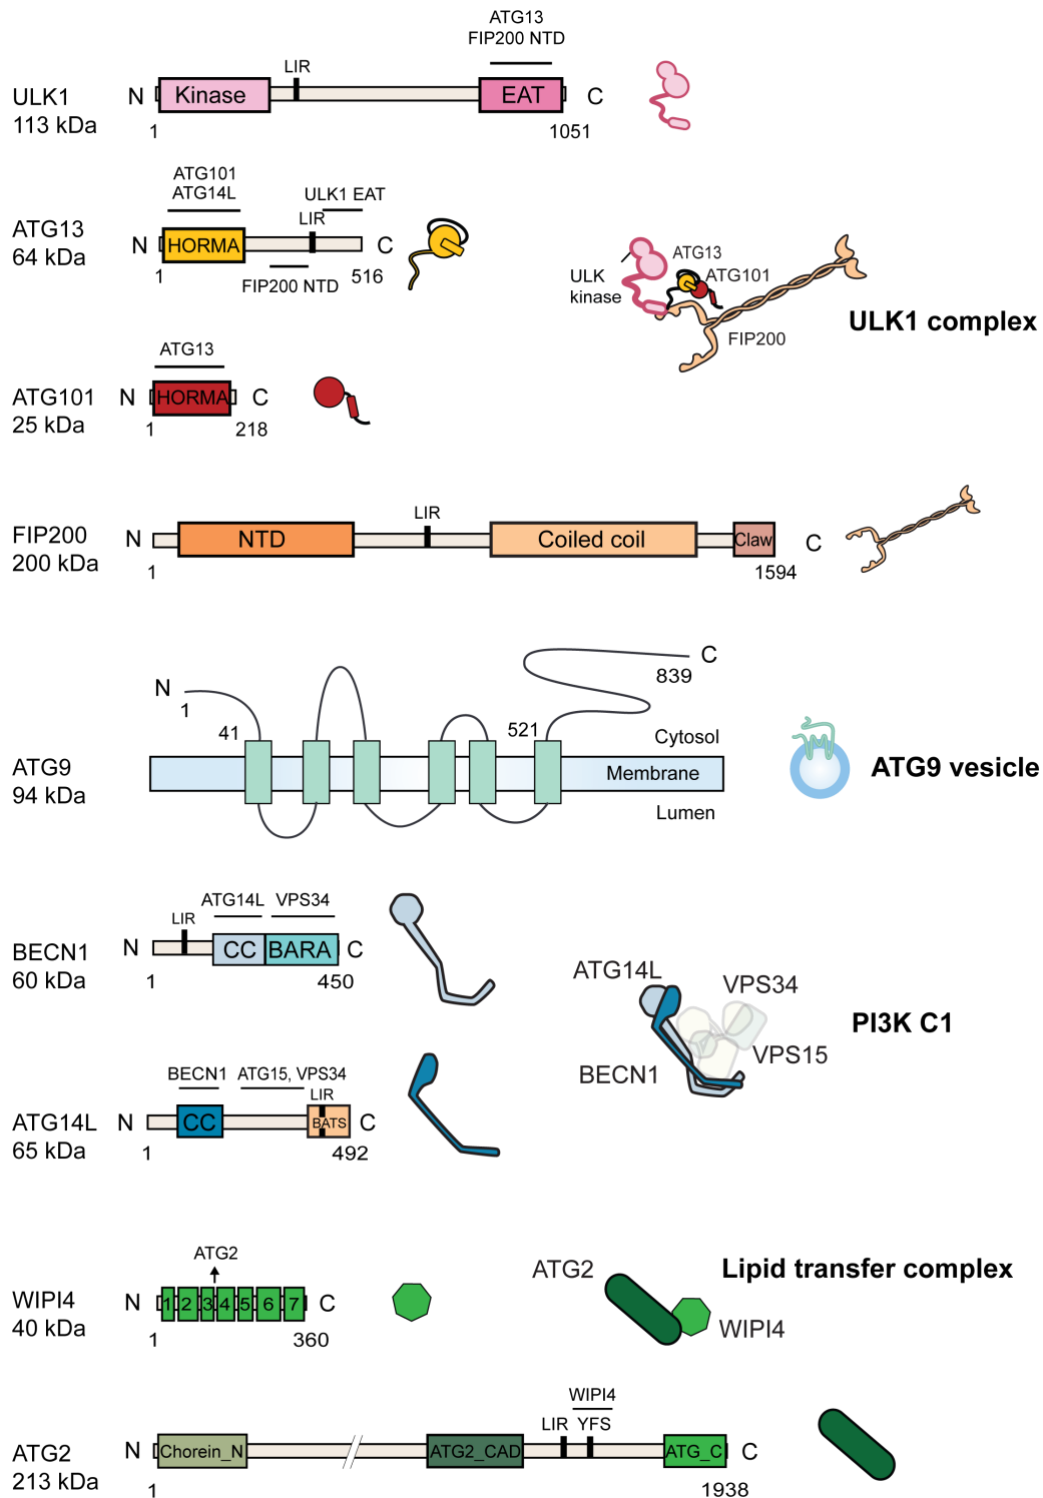 ATG13
FIP200 NTD
LIR
ULK1
113 kDa
N
Kinase
EAT
C
1
1051
ATG101
ATG14L
ULK1 EAT
LIR
ATG13
64 kDa
N
HORMA
C
1
FIP200 NTD
516
ULK
kinase
ATG13
ATG101
FIP200
ULK1 complex
ATG13
ATG101
25 kDa
N
HORMA
C
1
218
LIR
FIP200
200 kDa
N
NTD
Coiled coil
Claw
C
1
1594
N
1
41
521
839
C
Cytosol
Membrane
Lumen
ATG9
94 kDa
ATG9 vesicle
ATG14L
VPS34
LIR
BECN1
60 kDa
N
CC
BARA
C
1
450
ATG14L
VPS34
VPS15
BECN1
PI3K C1
BECN1
ATG15, VPS34
LIR
ATG14L
65 kDa
N
CC
BATS
C
1
492
ATG2
WIPI4
40 kDa
N
1
2
3
4
5
6
7
C
1
360
ATG2
WIPI4
Lipid transfer complex
WIPI4
LIR
YFS
ATG2
213 kDa
N
Chorein_N
ATG2_CAD
ATG_C
C
1
1938